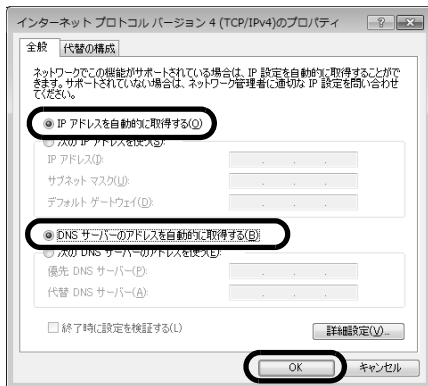 インターネット プロトコル バージョン 4 (TCP/IPv4)のプロパティ
全般 代替の構成
ネットワークでこの機能がサポートされている場合は、IP 設定を自動的に取得することがで
きます。サポートされていない場合は、ネットワーク管理者に適切な IP 設定を問い合わせ
てください。
IP アドレスを自動的に取得する(O)
次の IP アドレスを使う(S):
IP アドレス(I):
サブネット マスク(U):
デフォルト ゲートウェイ(D):
DNS サーバーのアドレスを自動的に取得する(B)
次の DNS サーバーのアドレスを使う(E):
優先 DNS サーバー(P):
代替 DNS サーバー(A):
終了時に設定を検証する(L)
詳細設定(V)...
OK キャンセル